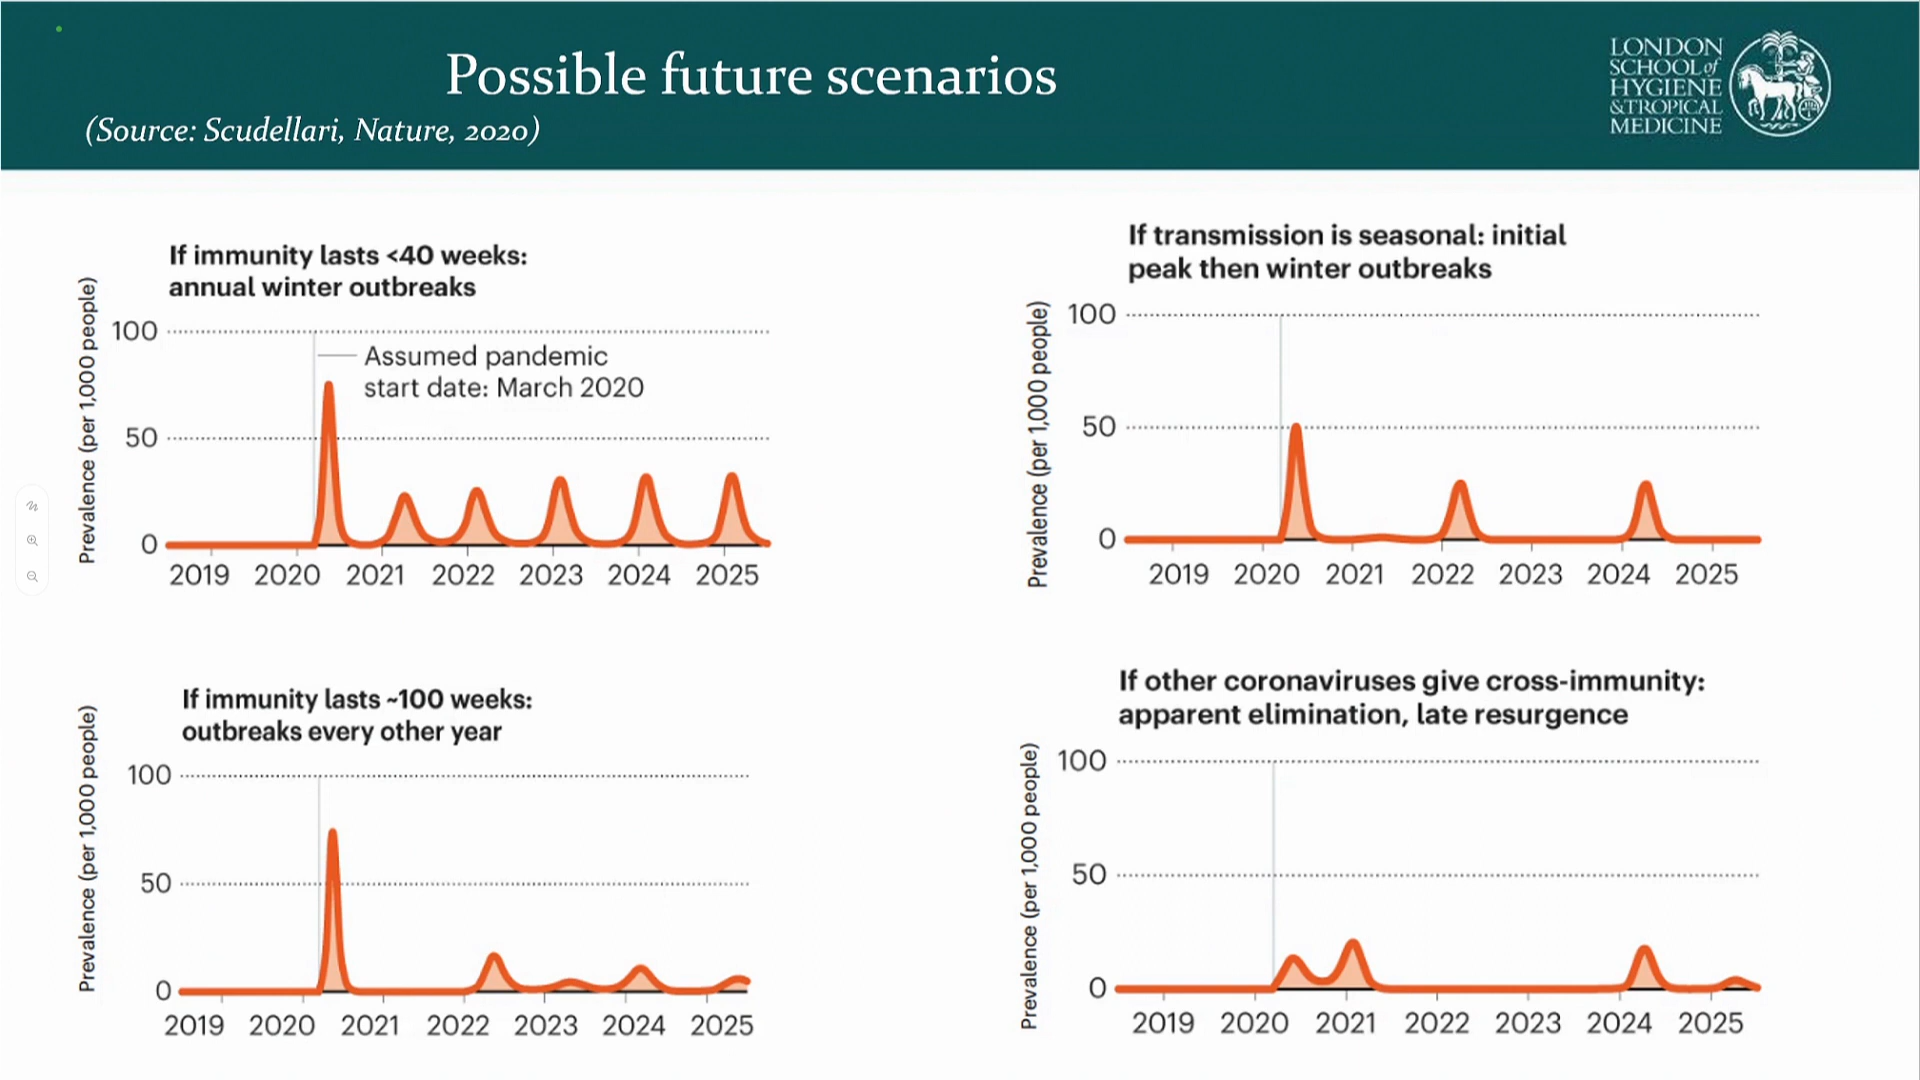 Possible future scenarios
(Source: Scudellari, Nature, 2020)
LONDON
SCHOOL of
HYGIENE
& TROPICAL
MEDICINE
If immunity lasts <40 weeks:
annual winter outbreaks
Prevalence (per 1,000 people)
100
50
0
Assumed pandemic
start date: March 2020
2019 2020 2021 2022 2023 2024 2025
If transmission is seasonal: initial
peak then winter outbreaks
Prevalence (per 1,000 people)
100
50
0
2019 2020 2021 2022 2023 2024 2025
If immunity lasts ~100 weeks:
outbreaks every other year
Prevalence (per 1,000 people)
100
50
0
2019 2020 2021 2022 2023 2024 2025
If other coronaviruses give cross-immunity:
apparent elimination, late resurgence
Prevalence (per 1,000 people)
100
50
0
2019 2020 2021 2022 2023 2024 2025